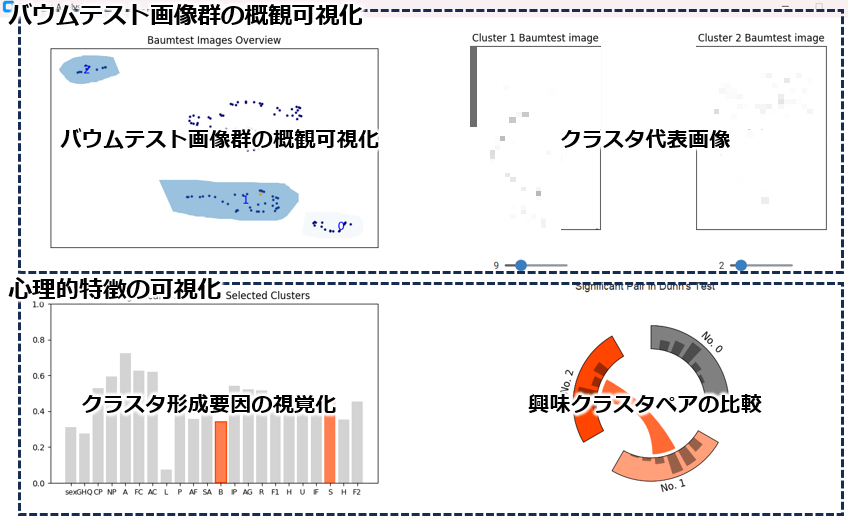 バウムテスト画像群の概観可視化
Baumtest Images Overview
Cluster 1 Baumtest image
Cluster 2 Baumtest image
2
バウムテスト画像群の概観可視化
クラスタ代表画像
1
0
9
2
心理的特徴の可視化
Selected Clusters
Significant Pair in Dunn's Test
1.0
0.8
0.6
0.4
0.2
0.0
クラスタ形成要因の視覚化
sex GHQ CP NP A FC AC L P AF SA B IP AG R F1 H U IF S H F2
No. 0
No. 2
興味クラスタペアの比較
No. 1